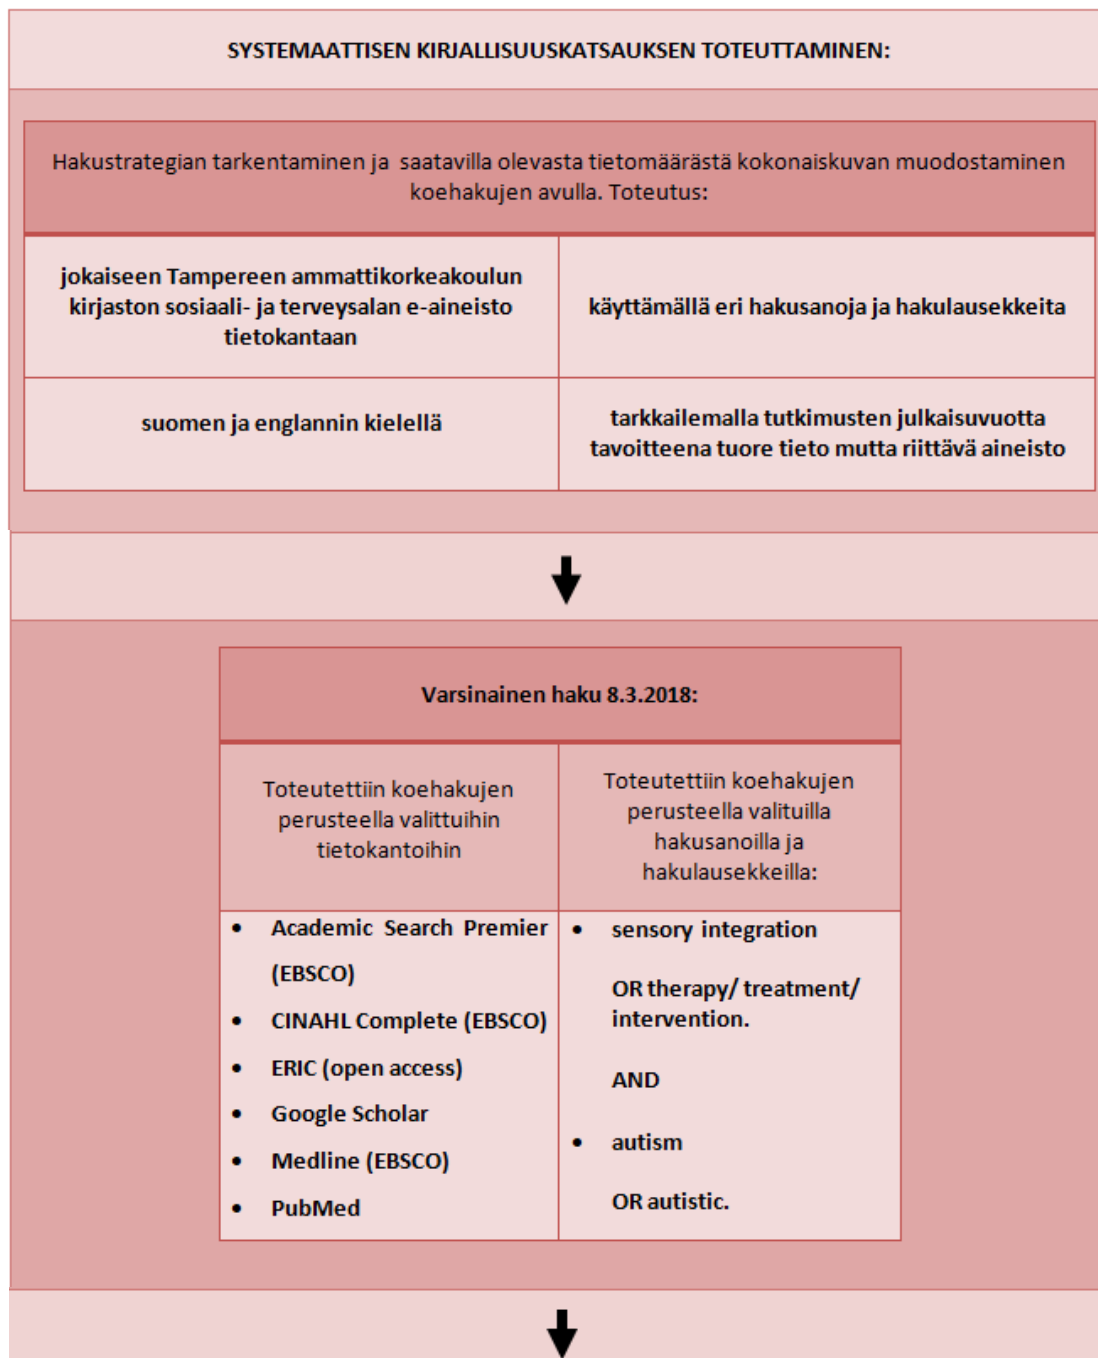 SYSTEMAATTISEN KIRJALLISUUSKATSAUKSEN TOTEUTTAMINEN:
Hakustrategian tarkentaminen ja saatavilla olevasta tietomäärästä kokonaiskuvan muodostaminen
koehakujen avulla. Toteutus:
jokaiseen Tampereen ammattikorkeakoulun
kirjaston sosiaali- ja terveysalan e-aineisto
tietokantaan
käyttämällä eri hakusanoja ja hakulausekkeita
suomen ja englannin kielellä
tarkkailemalla tutkimusten julkaisuvuotta
tavoitteena tuore tieto mutta riittävä aineisto
Varsinainen haku 8.3.2018:
Toteutettiin koehakujen
perusteella valittuihin
tietokantoihin
Toteutettiin koehakujen
perusteella valituilla
hakusanoilla ja
hakulausekkeilla:
• Academic Search Premier
(EBSCO)
• CINAHL Complete (EBSCO)
• ERIC (open access)
• Google Scholar
• Medline (EBSCO)
• PubMed
• sensory integration
OR therapy/ treatment/
intervention.
AND
• autism
OR autistic.